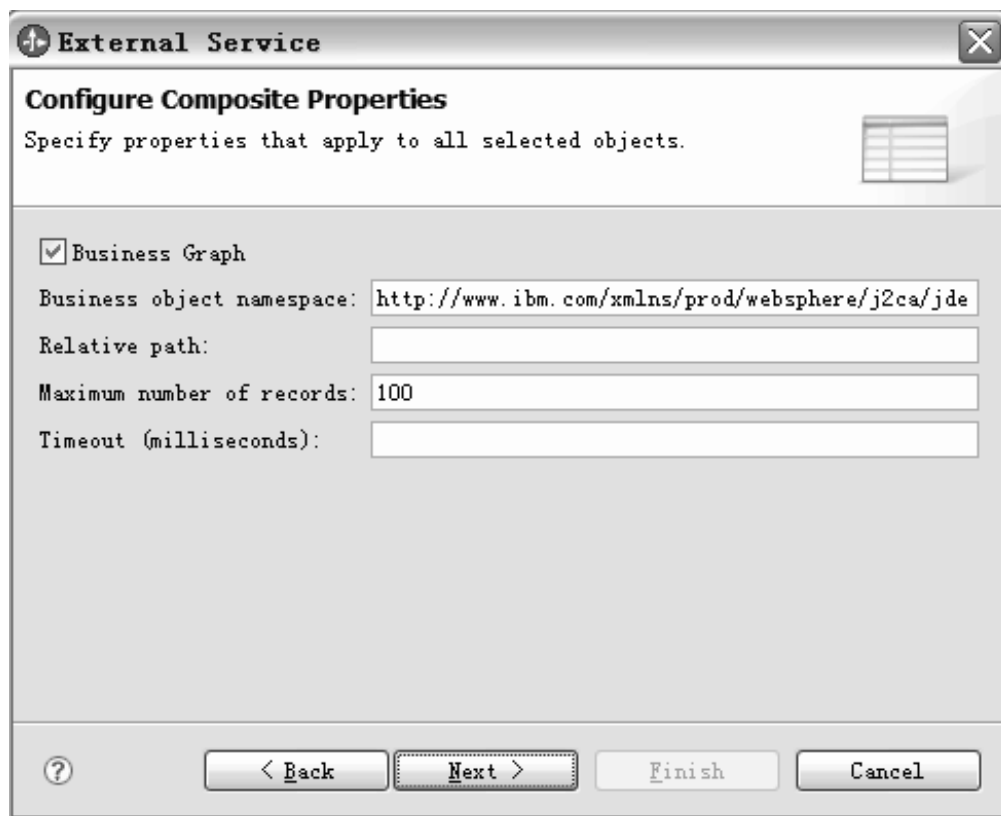 External Service
Configure Composite Properties
Specify properties that apply to all selected objects.
Business Graph
Business object namespace: http://www.ibm.com/xmlns/prod/websphere/j2ca/jde
Relative path:
Maximum number of records: 100
Timeout (milliseconds):
? < Back Next > Finish Cancel